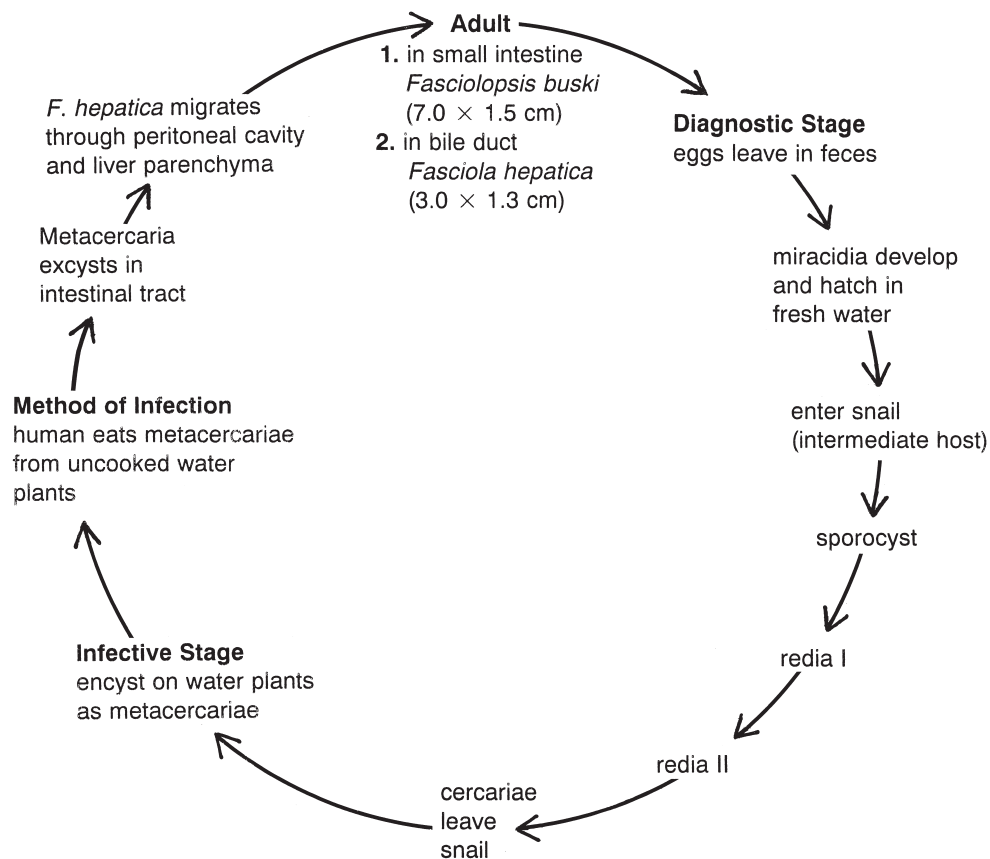 Adult
1. in small intestine
Fasciolopsis buski
(7.0 × 1.5 cm)
2. in bile duct
Fasciola hepatica
(3.0 × 1.3 cm)
Diagnostic Stage
eggs leave in feces
miracidia develop
and hatch in
fresh water
enter snail
(intermediate host)
sporocyst
redia I
redia II
cercariae
leave
snail
Infective Stage
encyst on water plants
as metacercariae
Method of Infection
human eats metacercariae
from uncooked water
plants
Metacercaria
excysts in
intestinal tract
F. hepatica migrates
through peritoneal cavity
and liver parenchyma